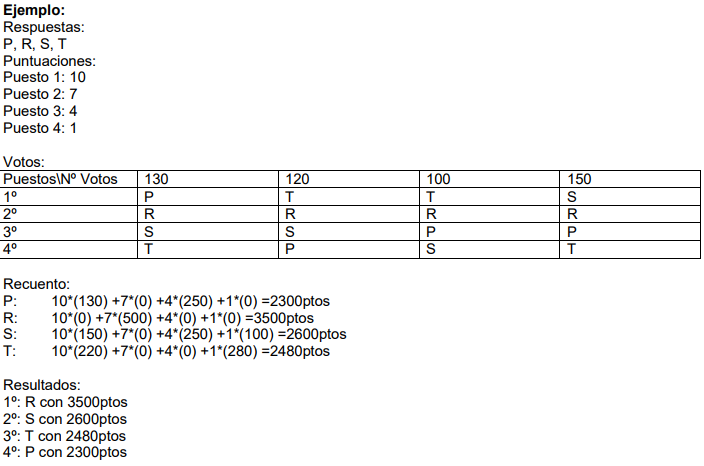 Ejemplo:
Respuestas:
P, R, S, T
Puntuaciones:
Puesto 1: 10
Puesto 2: 7
Puesto 3: 4
Puesto 4: 1
Votos:
Puestos\Nº Votos 130 120 100 150
1º P T T S
2º R R R R
3º S S P P
4º T P S T
Recuento:
P: 10*(130) +7*(0) +4*(250) +1*(0) =2300ptos
R: 10*(0) +7*(500) +4*(0) +1*(0) =3500ptos
S: 10*(150) +7*(0) +4*(250) +1*(100) =2600ptos
T: 10*(220) +7*(0) +4*(0) +1*(280) =2480ptos
Resultados:
1º: R con 3500ptos
2º: S con 2600ptos
3º: T con 2480ptos
4º: P con 2300ptos